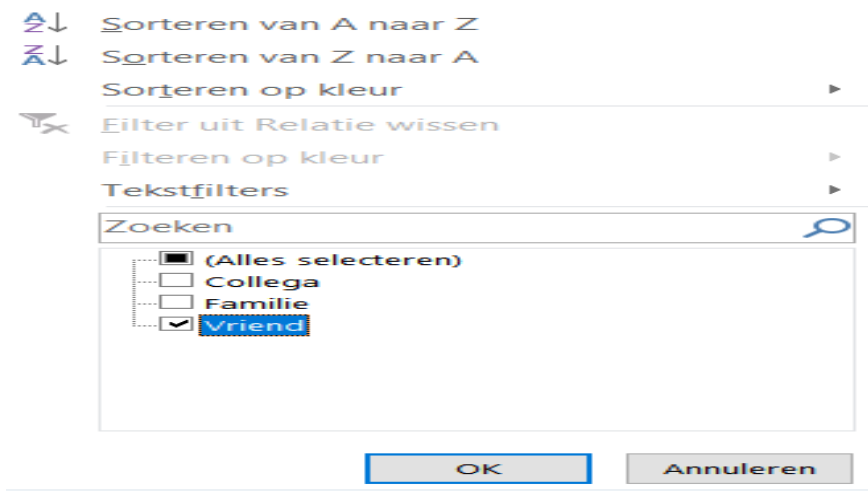 Sorteren van A naar Z
Sorteren van Z naar A
Sorteren op kleur
Filter uit Relatie wissen
Filteren op kleur
Tekstfilters
Zoeken
(Alles selecteren)
Collega
Familie
Vriend
OK Annuleren